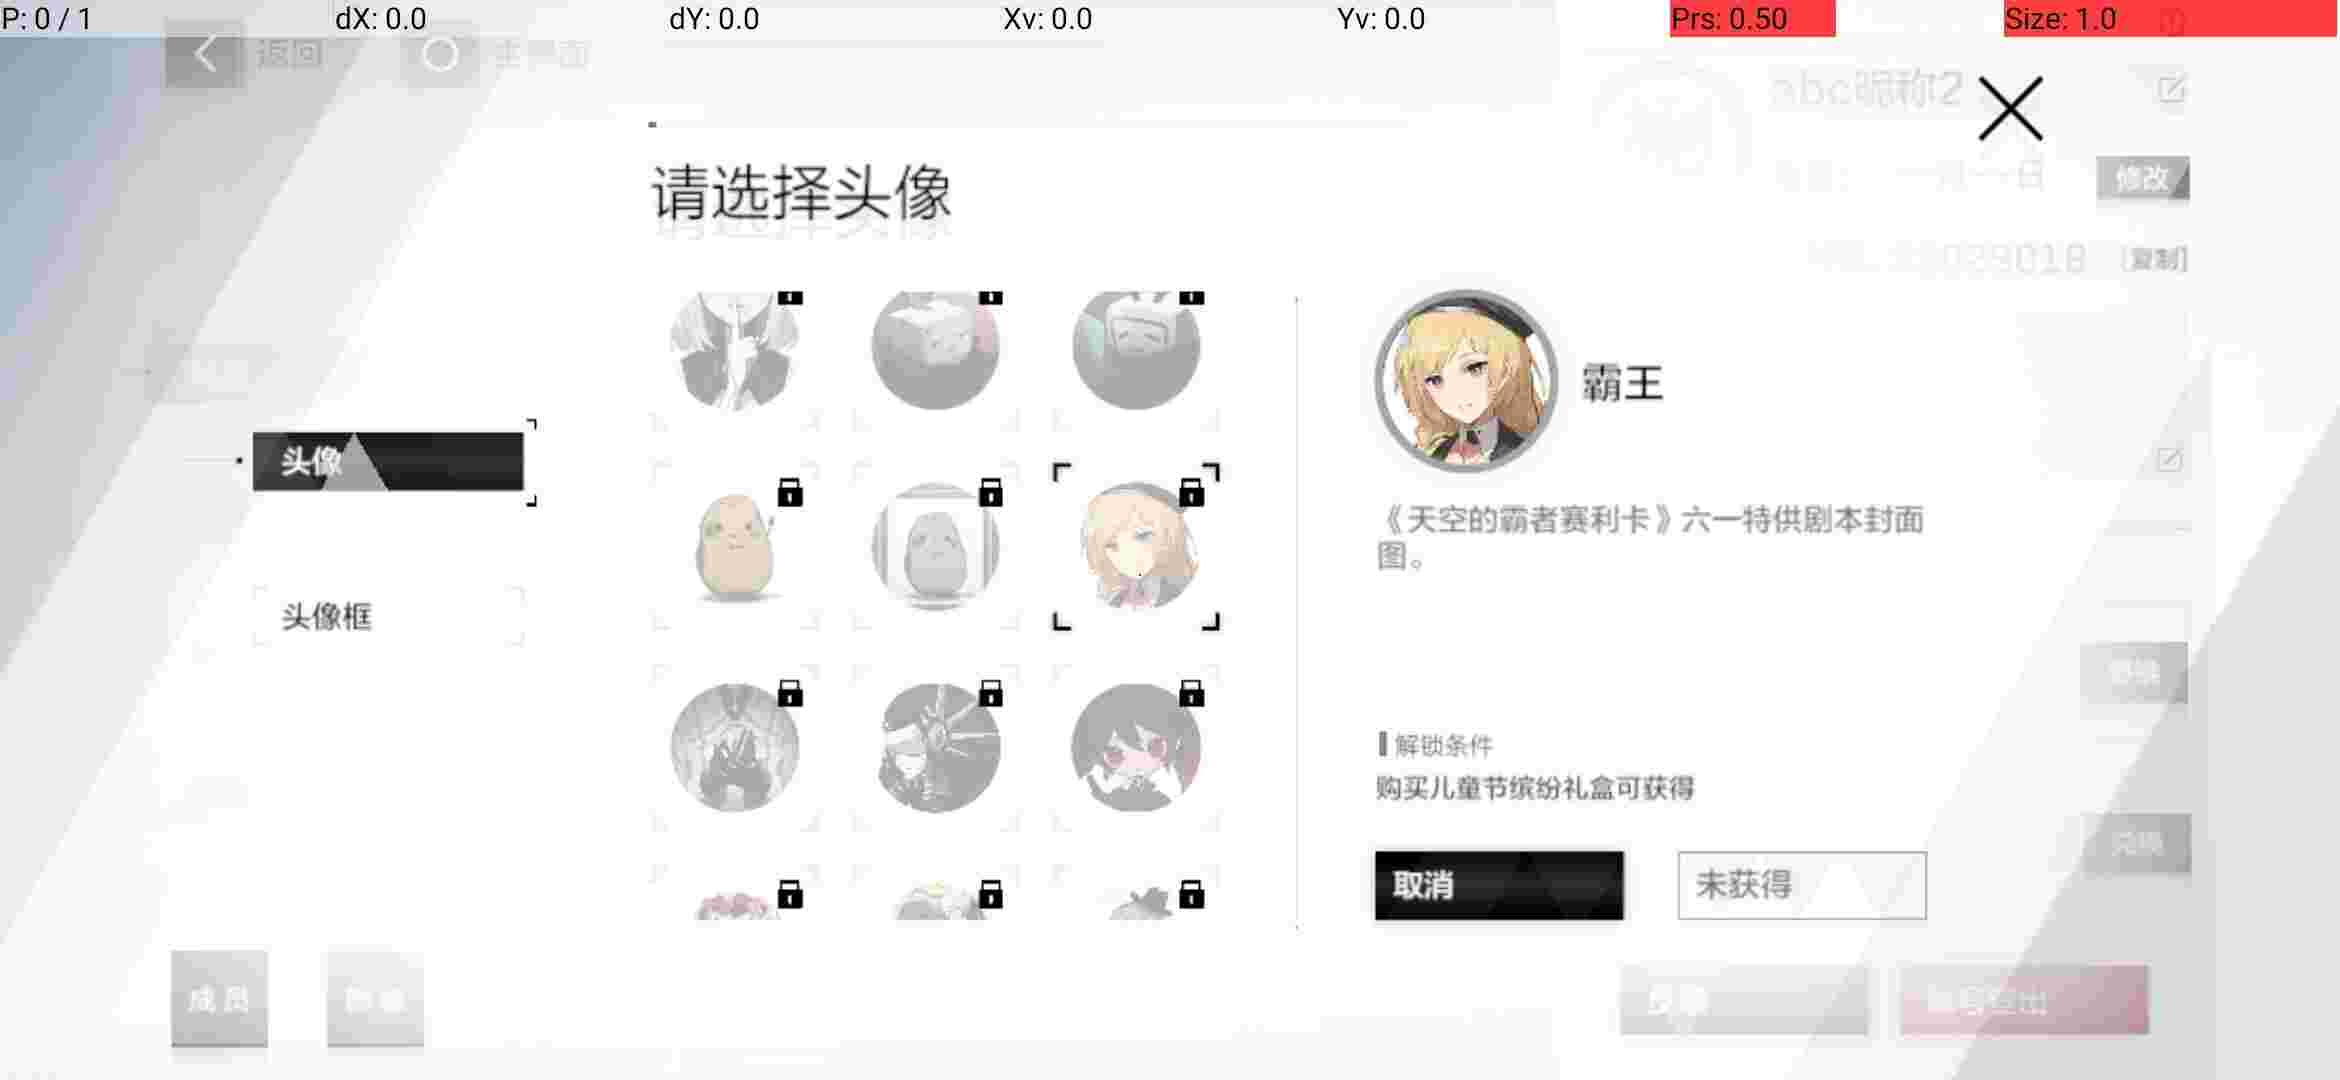 P: 0 / 1 dX: 0.0 dY: 0.0 Xv: 0.0 Yv: 0.0 Prs: 0.50 Size: 1.0
返回 主界面
abc昵称2
请选择头像
修改
[复制]
头像
头像框
霸王
《天空的霸者赛利卡》六一特供剧本封面
图。
解锁条件
购买儿童节缤纷礼盒可获得
取消
未获得
兑换
成员